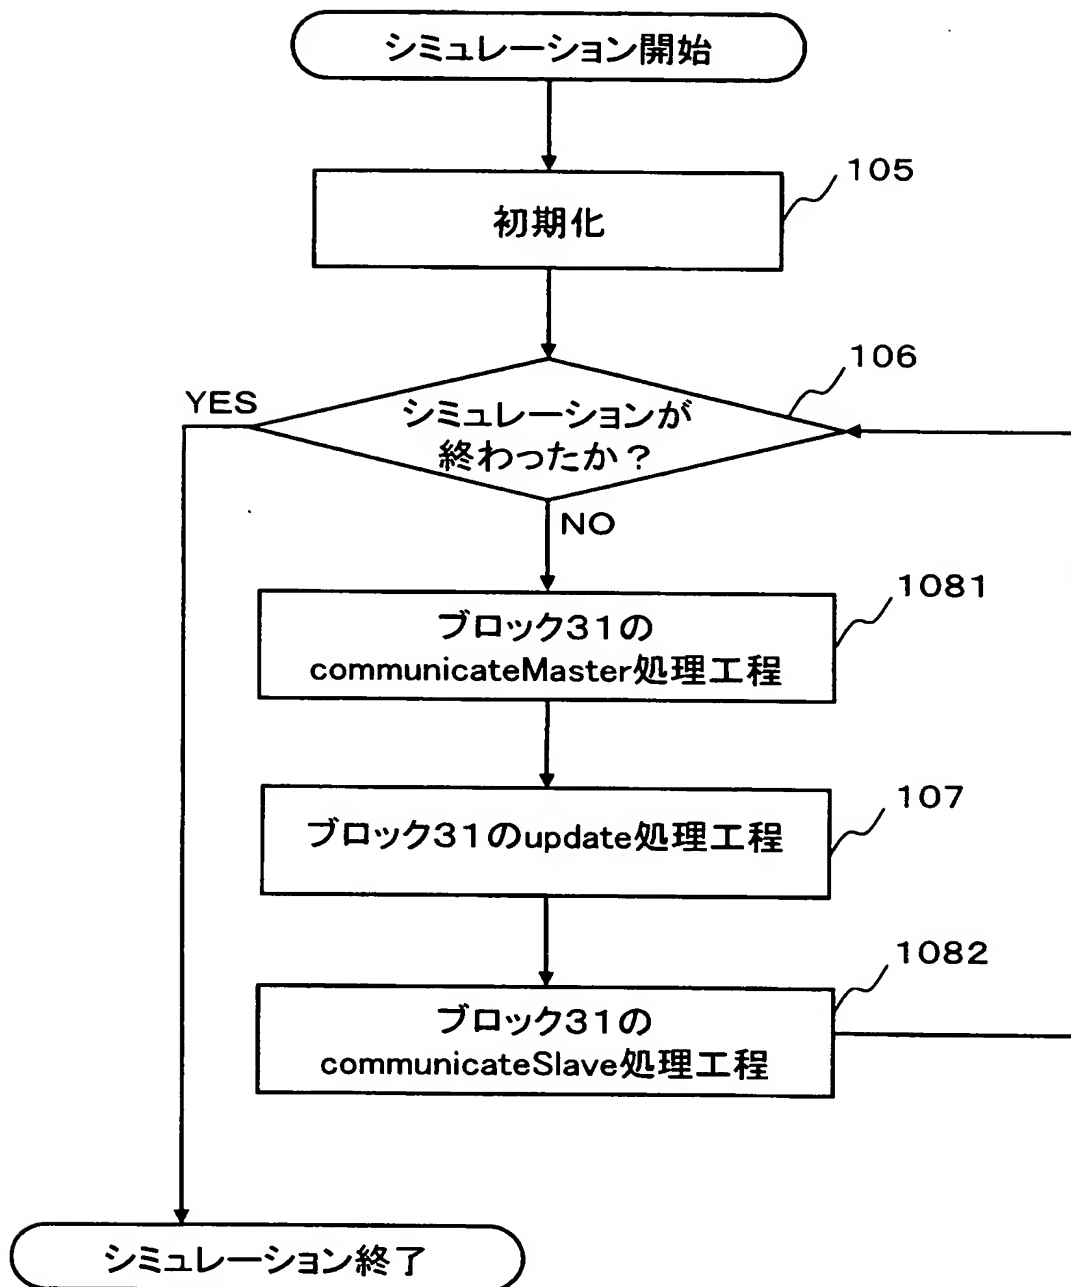 シミュレーション開始
105
初期化
106
YES
シミュレーションが
終わったか？
NO
1081
ブロック３１の
communicateMaster処理工程
107
ブロック３１のupdate処理工程
1082
ブロック３１の
communicateSlave処理工程
シミュレーション終了